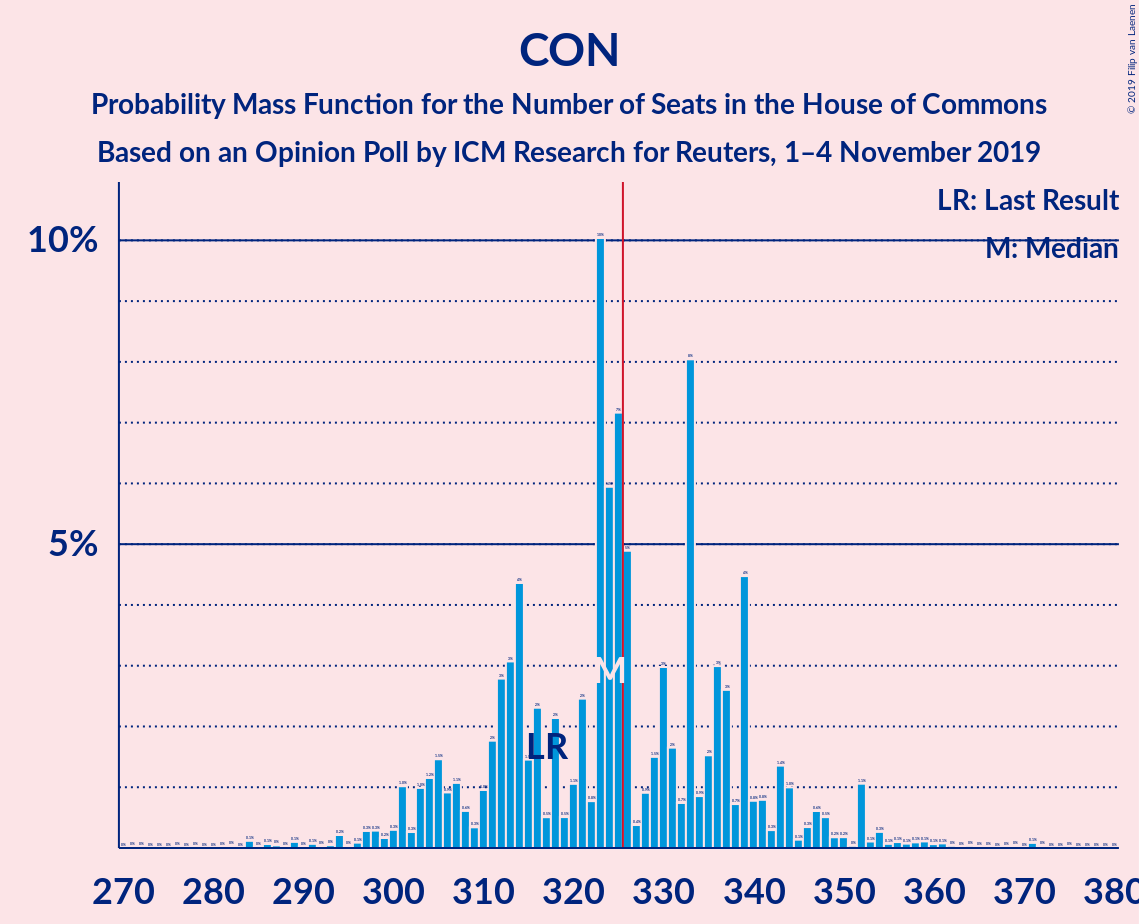 CON
Probability Mass Function for the Number of Seats in the House of Commons
Based on an Opinion Poll by ICM Research for Reuters, 1–4 November 2019
© 2019 Filip van Laenen
LR: Last Result
M: Median
10%
5%
M
LR
270 280 290 300 310 320 330 340 350 360 370 380